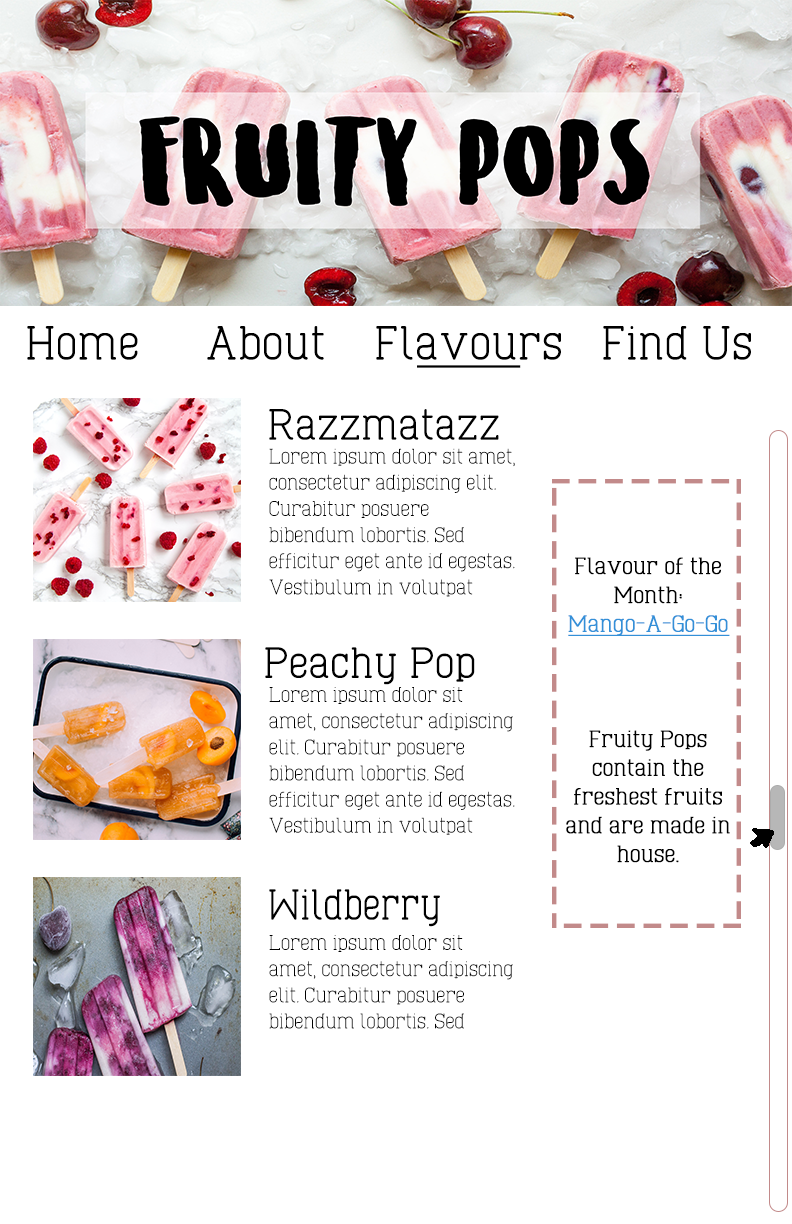 FRUITY POPS
Home About Flavours Find Us
Razzmatazz
Lorem ipsum dolor sit amet,
consectetur adipiscing elit.
Curabitur posuere
bibendum lobortis. Sed
efficitur eget ante id egestas.
Vestibulum in volutpat
Peachy Pop
Lorem ipsum dolor sit
amet, consectetur adipiscing
elit. Curabitur posuere
bibendum lobortis. Sed
efficitur eget ante id egestas.
Vestibulum in volutpat
Wildberry
Lorem ipsum dolor sit
amet, consectetur adipiscing
elit. Curabitur posuere
bibendum lobortis. Sed
Flavour of the
Month:
Mango-A-Go-Go
Fruity Pops
contain the
freshest fruits
and are made in
house.